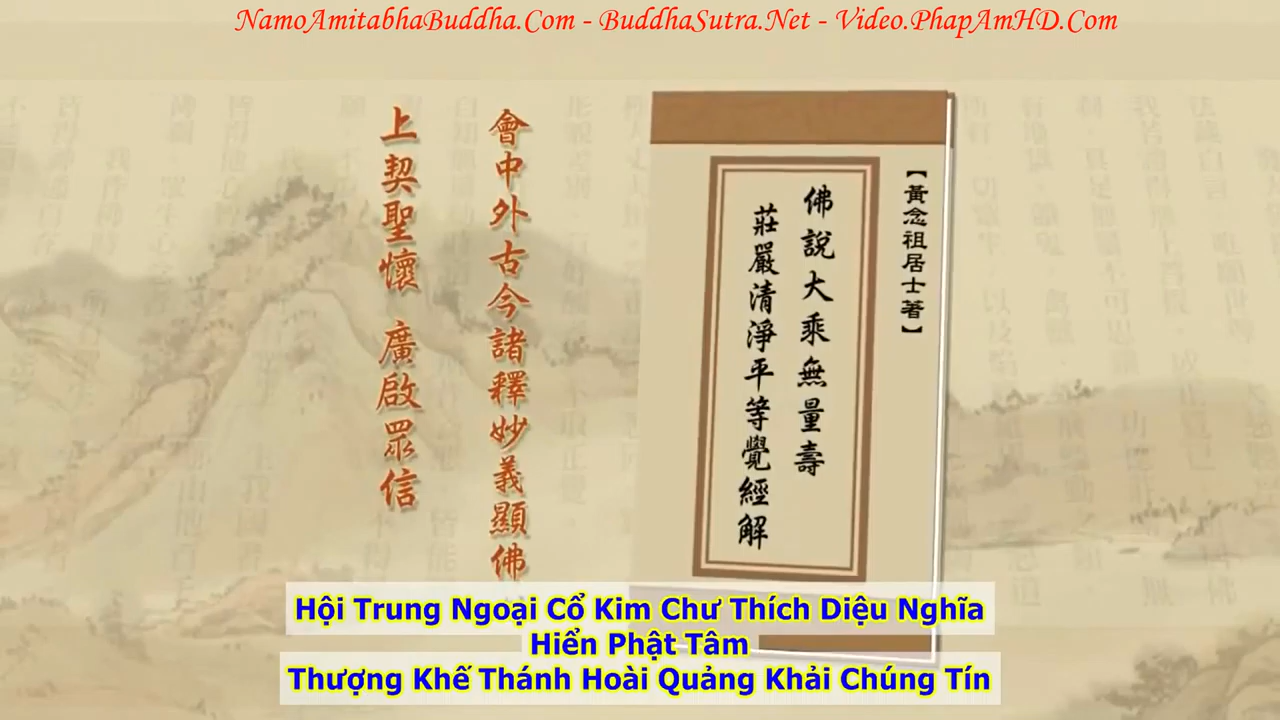 NamoAmitabhaBuddha.Com - BuddhaSutra.Net - Video.PhapAmHD.Com
【黃念祖居士著】
佛說大乘無量壽
莊嚴清淨平等覺經解
會中外古今諸釋妙義顯佛
上契聖懷 廣啟眾信
Hội Trung Ngoại Cổ Kim Chư Thích Diệu Nghĩa
Hiển Phật Tâm
Thượng Khế Thánh Hoài Quảng Khải Chúng Tín